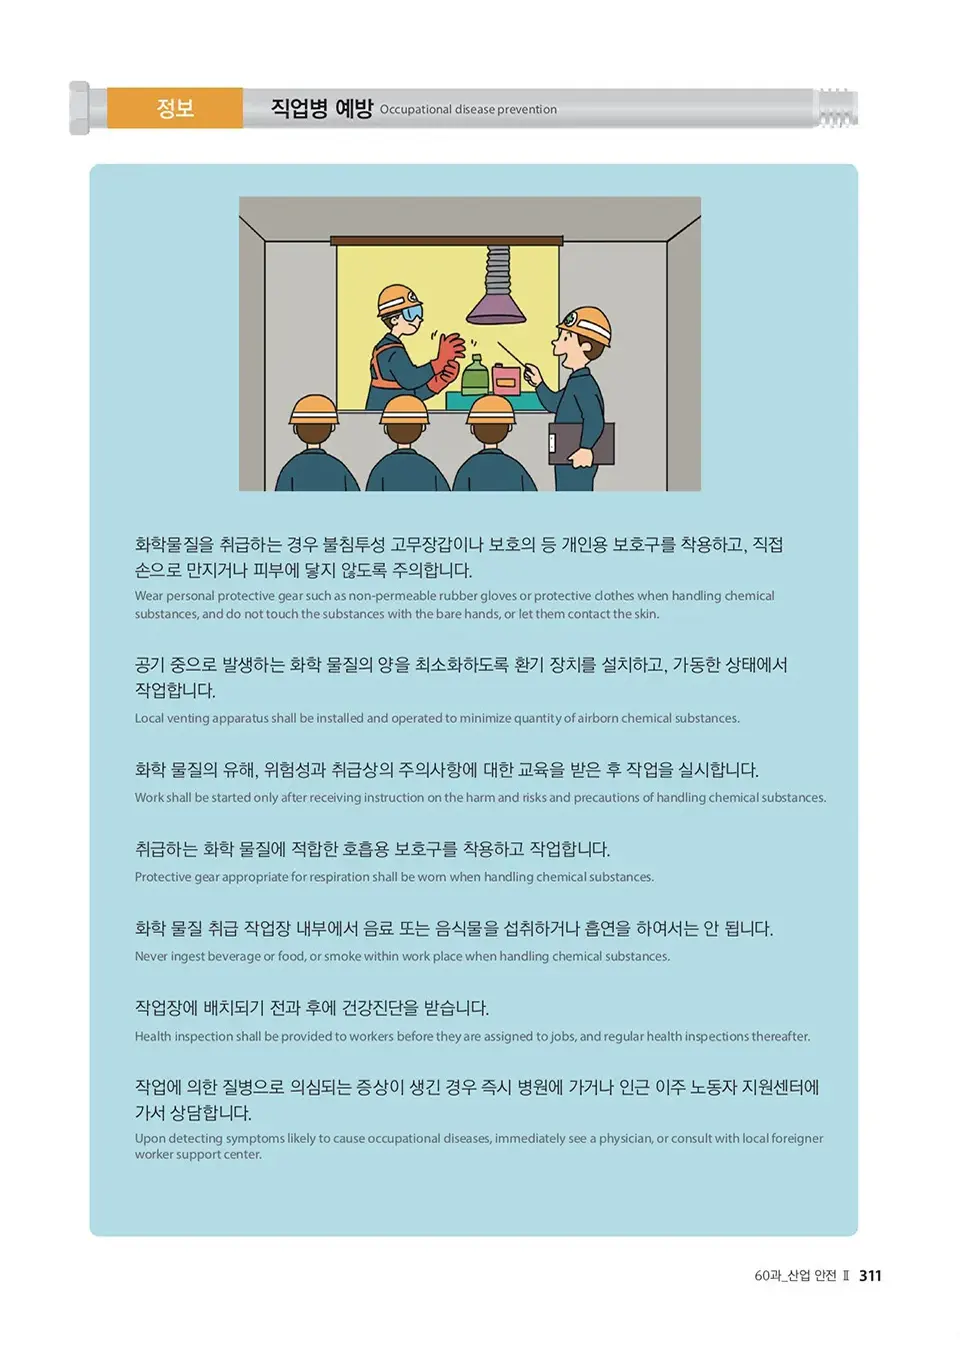 정보
직업병 예방 Occupational disease prevention
화학물질을 취급하는 경우 불침투성 고무장갑이나 보호의 등 개인용 보호구를 착용하고, 직접
손으로 만지거나 피부에 닿지 않도록 주의합니다.
Wear personal protective gear such as non-permeable rubber gloves or protective clothes when handling chemical
substances, and do not touch the substances with the bare hands, or let them contact the skin.
공기 중으로 발생하는 화학 물질의 양을 최소화하도록 환기 장치를 설치하고, 가동한 상태에서
작업합니다.
Local venting apparatus shall be installed and operated to minimize quantity of airborn chemical substances.
화학 물질의 유해, 위험성과 취급상의 주의사항에 대한 교육을 받은 후 작업을 실시합니다.
Work shall be started only after receiving instruction on the harm and risks and precautions of handling chemical substances.
취급하는 화학 물질에 적합한 호흡용 보호구를 착용하고 작업합니다.
Protective gear appropriate for respiration shall be worn when handling chemical substances.
화학 물질 취급 작업장 내부에서 음료 또는 음식물을 섭취하거나 흡연을 하여서는 안 됩니다.
Never ingest beverage or food, or smoke within work place when handling chemical substances.
작업장에 배치되기 전과 후에 건강진단을 받습니다.
Health inspection shall be provided to workers before they are assigned to jobs, and regular health inspections thereafter.
작업에 의한 질병으로 의심되는 증상이 생긴 경우 즉시 병원에 가거나 인근 이주 노동자 지원센터에
가서 상담합니다.
Upon detecting symptoms likely to cause occupational diseases, immediately see a physician, or consult with local foreigner
worker support center.
60과_산업 안전 Ⅱ 311